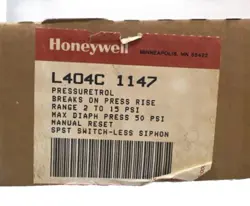 Honeywell
MINNEAPOLIS, MN 55422
L404C 1147
PRESSURETROL
BREAKS ON PRESS RISE
RANGE 2 TO 15 PSI
MAX DIAPH PRESS 50 PSI
MANUAL RESET
SPST SWITCH-LESS SIPHON